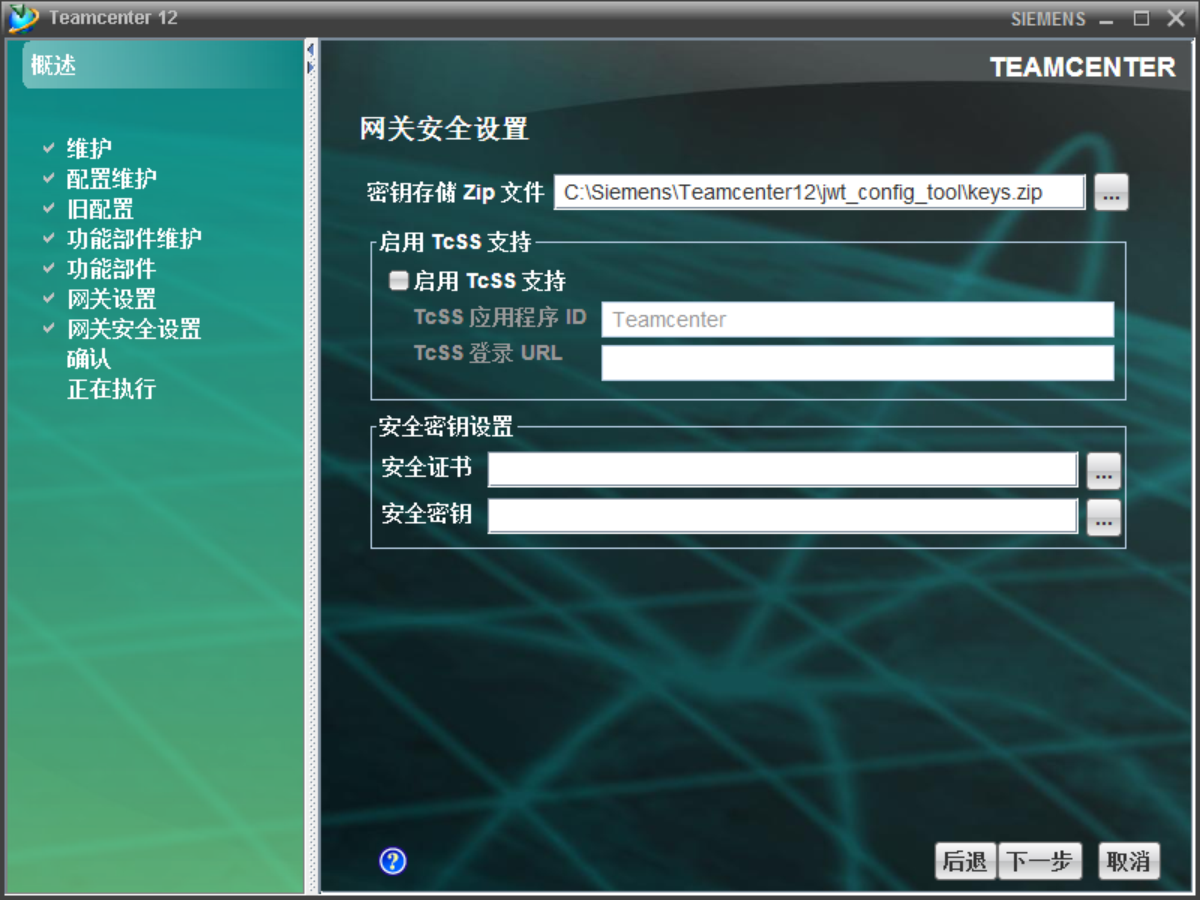 Teamcenter 12
SIEMENS
概述
TEAMCENTER
维护
配置维护
旧配置
功能部件维护
功能部件
网关设置
网关安全设置
确认
正在执行
网关安全设置
密钥存储 Zip 文件 C:\Siemens\Teamcenter12\jwt_config_tool\keys.zip ...
启用 TcSS 支持
启用 TcSS 支持
TcSS 应用程序 ID Teamcenter
TcSS 登录 URL
安全密钥设置
安全证书 ...
安全密钥 ...
?
后退 下一步 取消